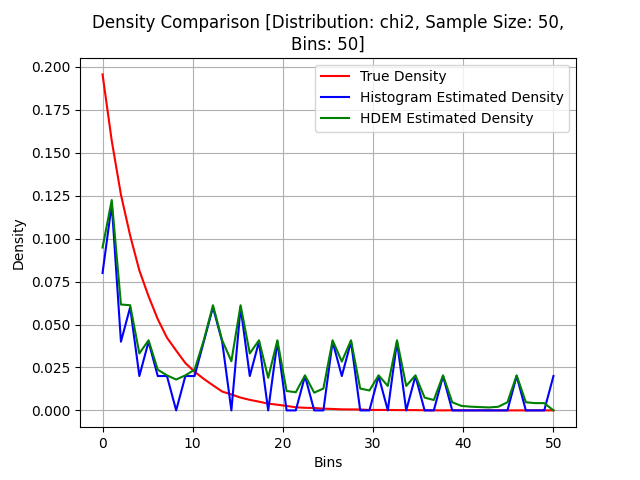 Density Comparison [Distribution: chi2, Sample Size: 50,
Bins: 50]
True Density
Histogram Estimated Density
HDEM Estimated Density
Density
0.200
0.175
0.150
0.125
0.100
0.075
0.050
0.025
0.000
0 10 20 30 40 50
Bins